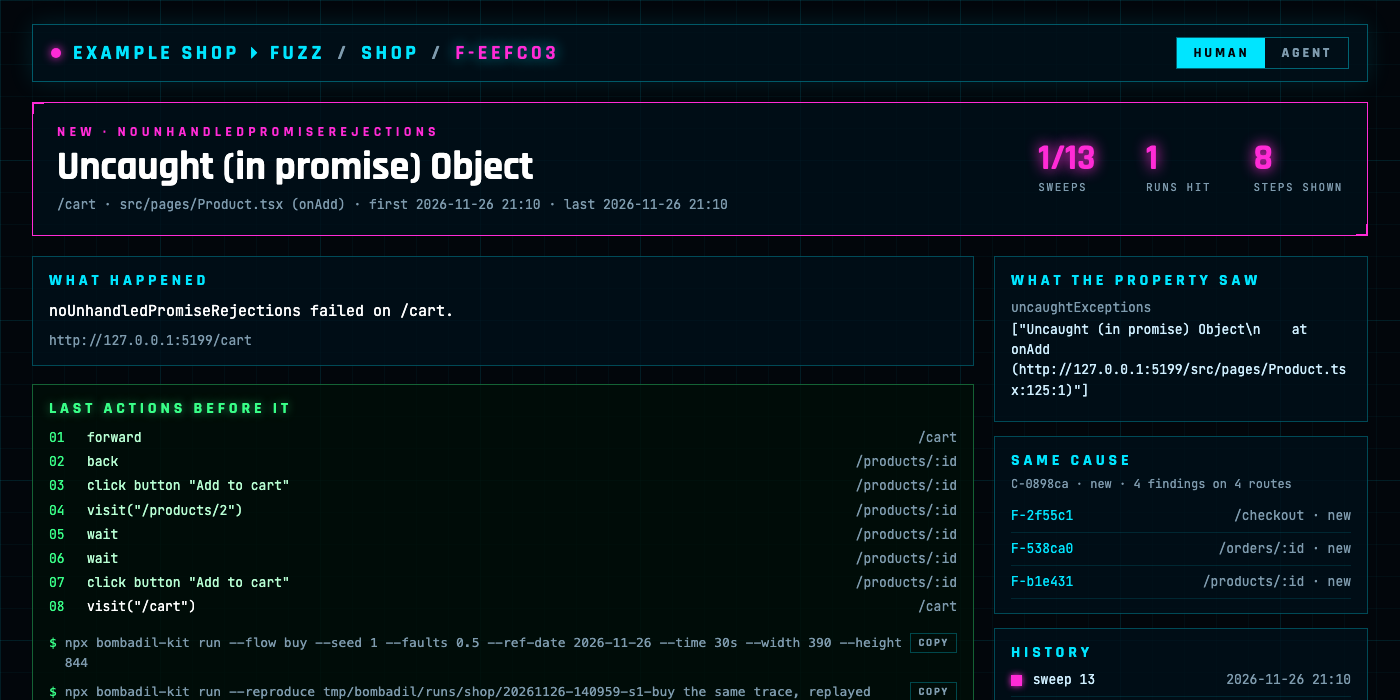 EXAMPLE SHOP FUZZ / SHOP / F-EEFC03
HUMAN AGENT
NEW · NOUNHANDLEDPROMISEREJECTIONS
Uncaught (in promise) Object
/cart · src/pages/Product.tsx (onAdd) · first 2026-11-26 21:10 · last 2026-11-26 21:10
1/13 1 8
SWEEPS RUNS HIT STEPS SHOWN
WHAT HAPPENED
noUnhandledPromiseRejections failed on /cart.
http://127.0.0.1:5199/cart
LAST ACTIONS BEFORE IT
01 forward /cart
02 back /products/:id
03 click button "Add to cart" /products/:id
04 visit("/products/2") /products/:id
05 wait /products/:id
06 wait /products/:id
07 click button "Add to cart" /products/:id
08 visit("/cart") /cart
$ npx bombadil-kit run --flow buy --seed 1 --faults 0.5 --ref-date 2026-11-26 --time 30s --width 390 --height COPY
844
$ npx bombadil-kit run --reproduce tmp/bombadil/runs/shop/20261126-140959-s1-buy the same trace, replayed COPY
WHAT THE PROPERTY SAW
uncaughtExceptions
["Uncaught (in promise) Object\n    at
onAdd
(http://127.0.0.1:5199/src/pages/Product.ts
x:125:1)"]
SAME CAUSE
C-0898ca · new · 4 findings on 4 routes
F-2f55c1 /checkout · new
F-538ca0 /orders/:id · new
F-b1e431 /products/:id · new
HISTORY
sweep 13 2026-11-26 21:10